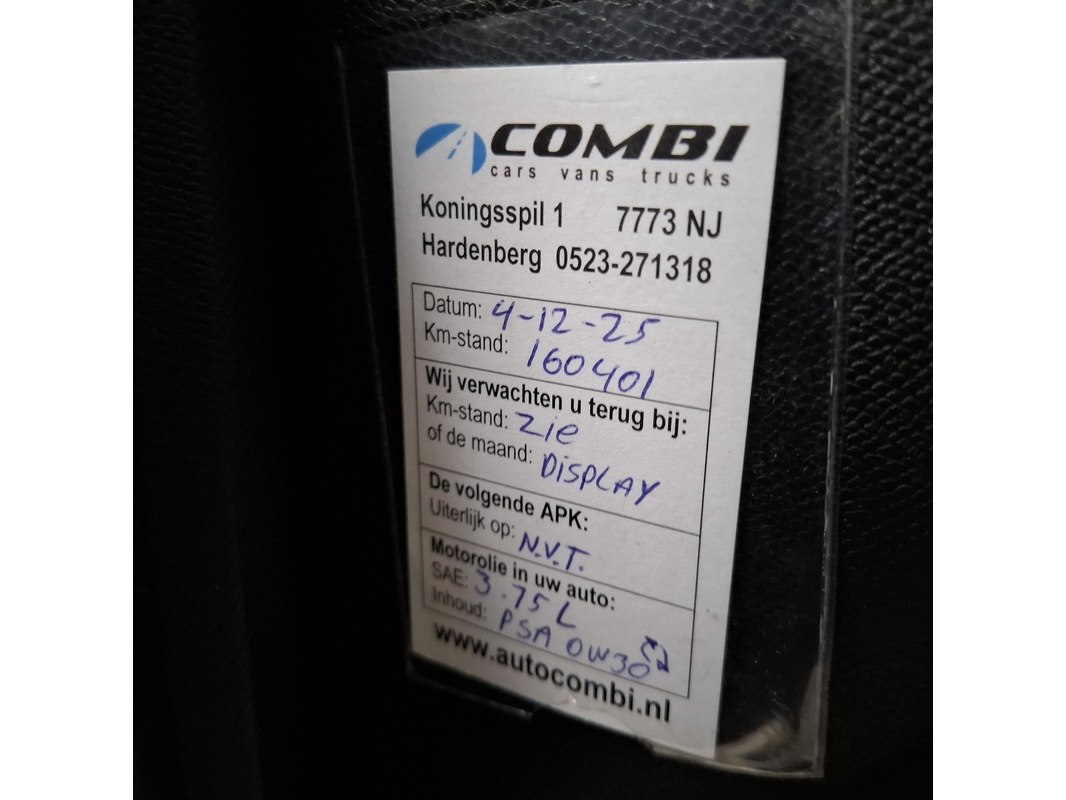 COMBI
cars vans trucks
Koningsspil 1 7773 NJ
Hardenberg 0523-271318
Datum: 4-12-25
Km-stand: 160401
Wij verwachten u terug bij:
Km-stand: Zie
of de maand: DISPLAY
De volgende APK:
Uiterlijk op: N.V.T.
Motorolie in uw auto:
SAE: 3.75L
Inhoud: PSA 0W30
www.autocombi.nl